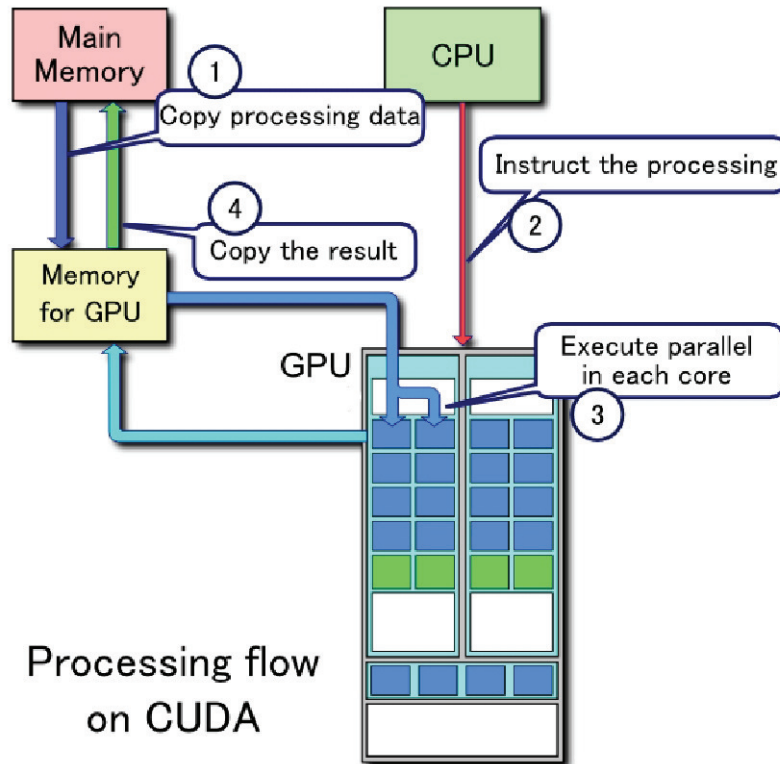 Main
Memory
CPU
1
Copy processing data
Instruct the processing
2
4
Copy the result
Memory
for GPU
GPU
Execute parallel
in each core
3
Processing flow
on CUDA